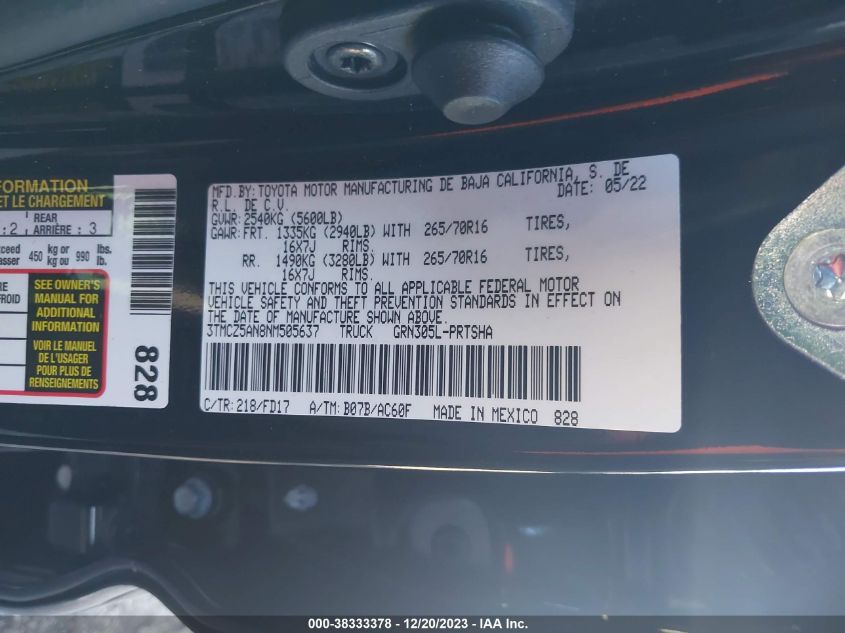 FORMATION
ET LE CHARGEMENT
: 2 REAR ARRIÈRE : 3
450 kg or kg ou 990 lbs. lb.
SEE OWNER'S
MANUAL FOR
ADDITIONAL
INFORMATION
VOIR LE MANUEL
DE L'USAGER
POUR PLUS DE
RENSEIGNEMENTS
828
MFD.BY:TOYOTA MOTOR MANUFACTURING DE BAJA CALIFORNIA, S. DE
R.L. DE C.V. DATE: 05/22
GVWR:2540KG (5600LB)
GAWR:FRT. 1335KG (2940LB) WITH 265/70R16 TIRES,
16X7J RIMS.
RR. 1490KG (3280LB) WITH 265/70R16 TIRES,
16X7J RIMS.
THIS VEHICLE CONFORMS TO ALL APPLICABLE FEDERAL MOTOR
VEHICLE SAFETY AND THEFT PREVENTION STANDARDS IN EFFECT ON
THE DATE OF MANUFACTURE SHOWN ABOVE.
3TMCZ5AN8NM505637 TRUCK GRN305L-PRTSHA
C/TR:218/FD17 A/TM:B07B/AC60F MADE IN MEXICO 828
000-38333378 - 12/20/2023 - IAA Inc.